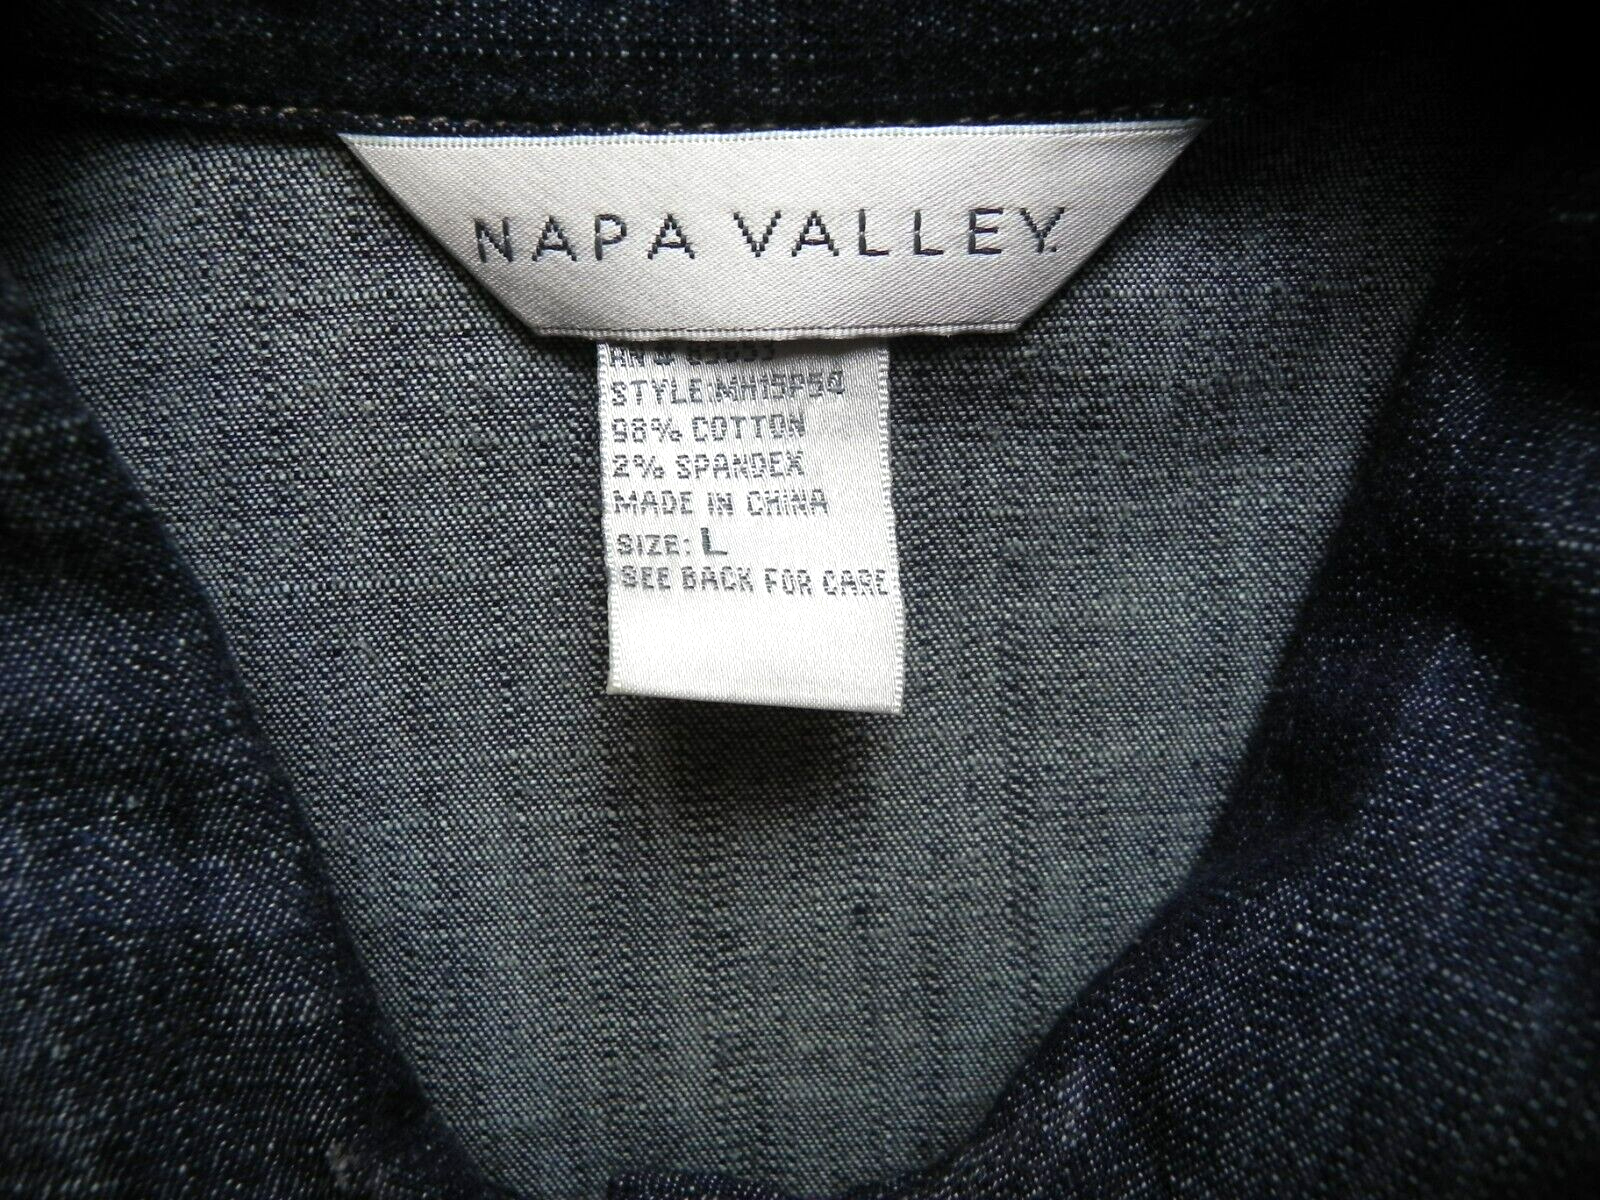 NAPA VALLEY
STYLE:MH15P54
98% COTTON
2% SPANDEX
MADE IN CHINA
SIZE: L
SEE BACK FOR CARE